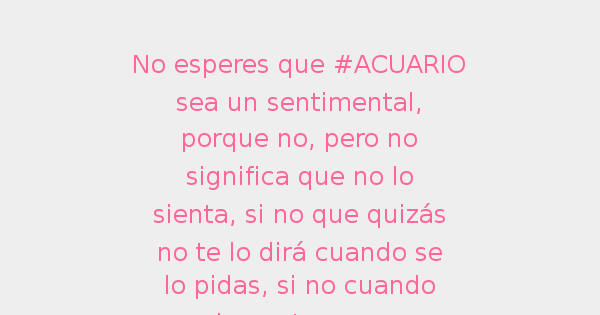 No esperes que #ACUARIO
sea un sentimental,
porque no, pero no
significa que no lo
sienta, si no que quizás
no te lo dirá cuando se
lo pidas, si no cuando